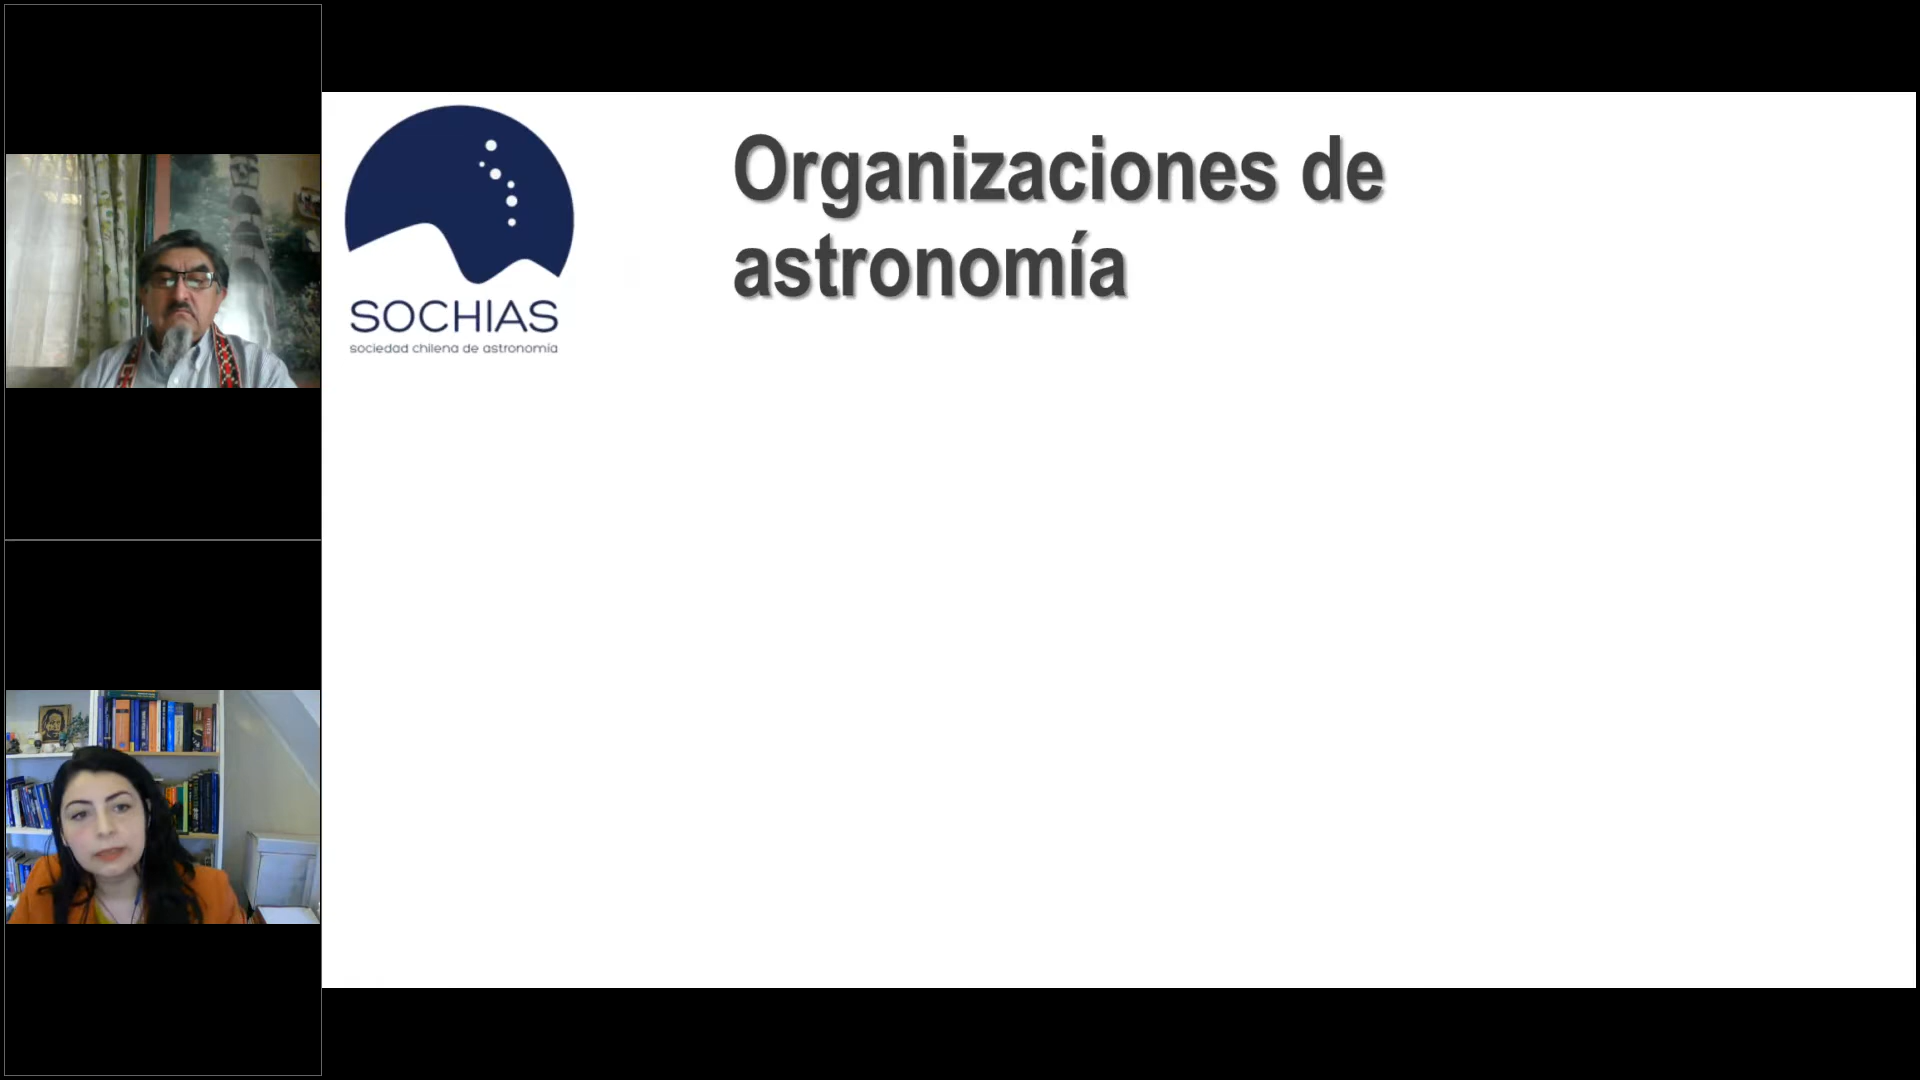 Organizaciones de
astronomía
SOCHIAS
sociedad chilena de astronomía